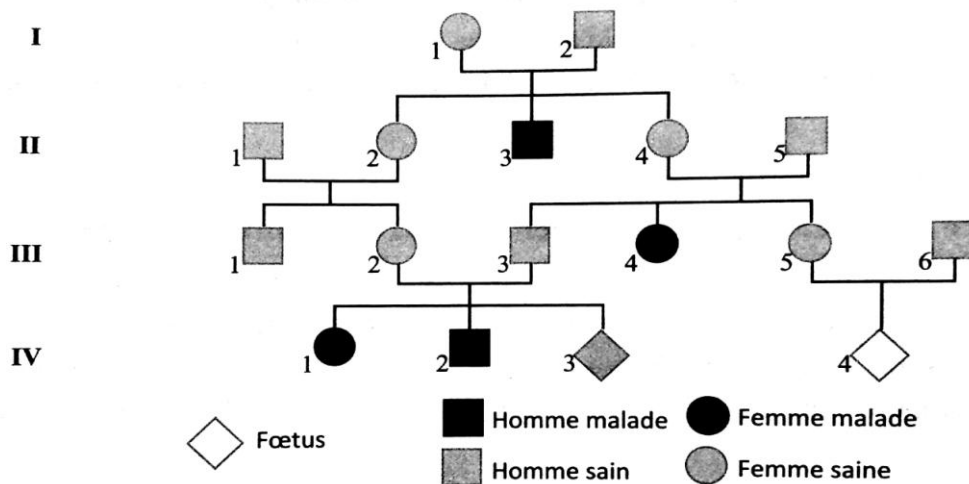 I
1 2
II
1 2 3 4 5
III
1 2 3 4 5 6
IV
1 2 3 4
Fœtus
Homme malade
Femme malade
Homme sain
Femme saine